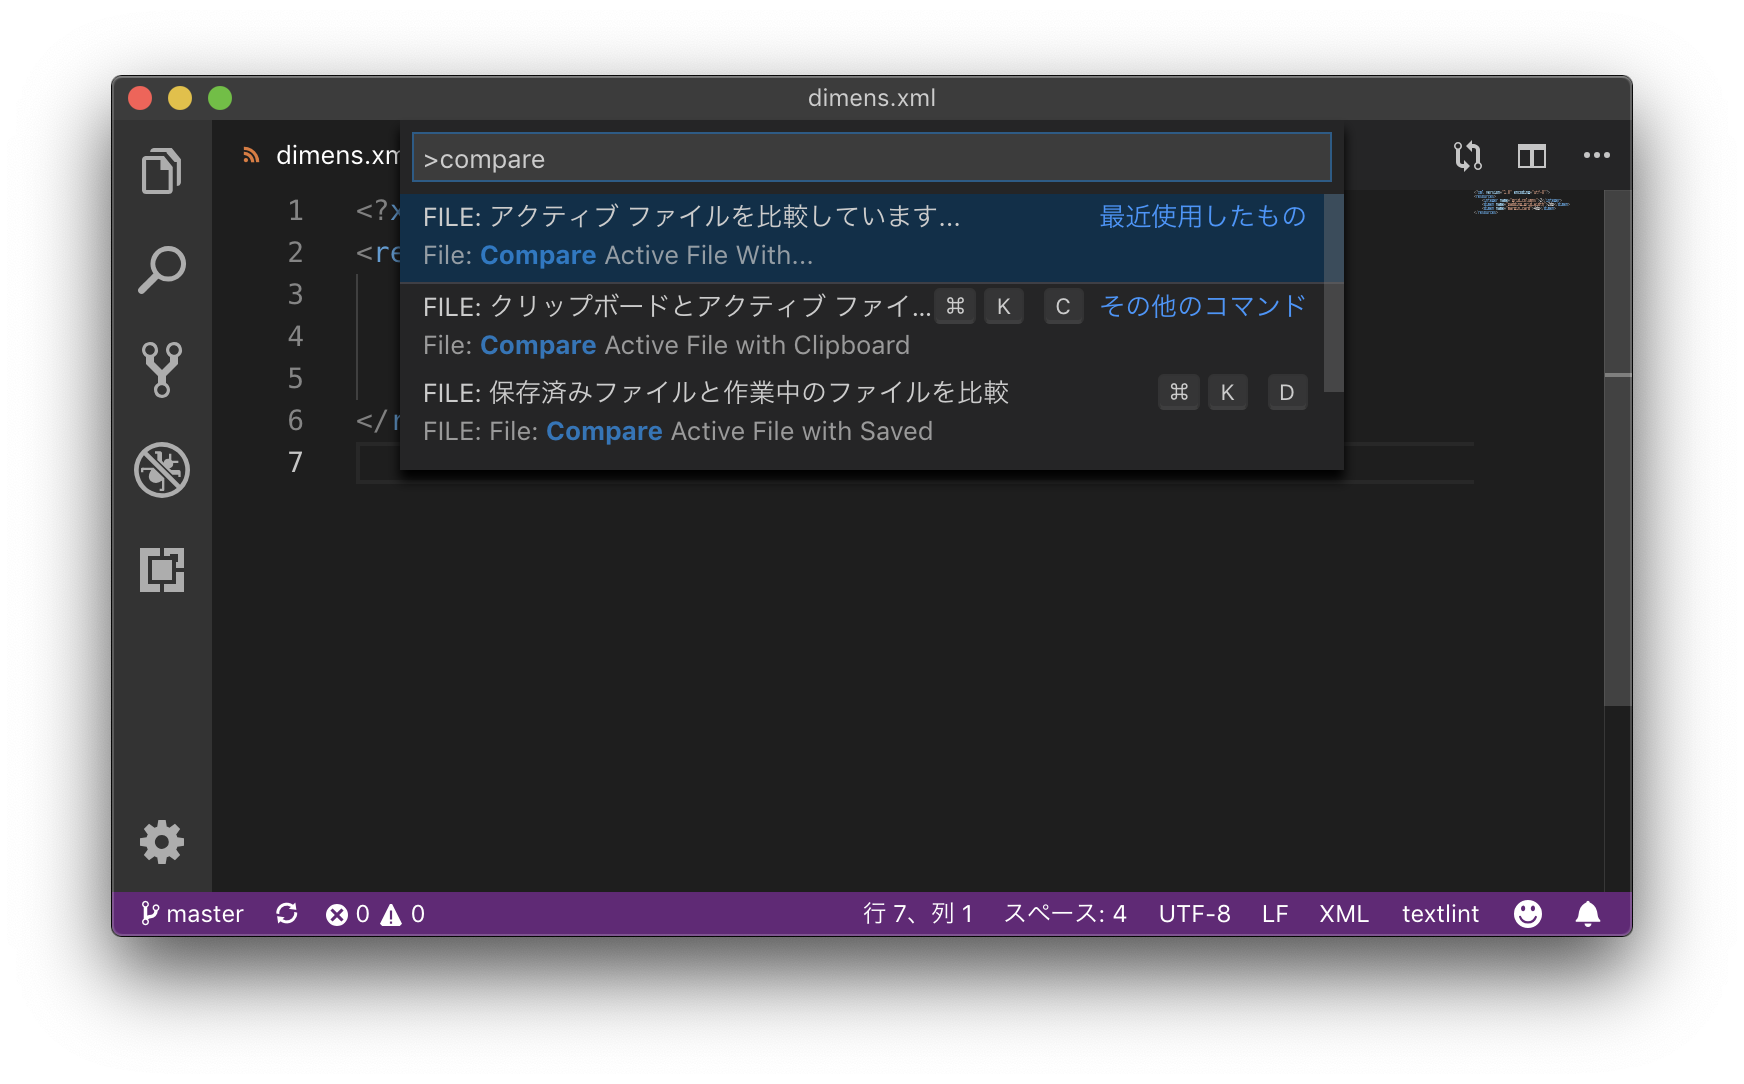 dimens.xml
dimens.xm
>compare
FILE: アクティブ ファイルを比較しています... 最近使用したもの
File: Compare Active File With...
FILE: クリップボードとアクティブ ファイ... ⌘ K C その他のコマンド
File: Compare Active File with Clipboard
FILE: 保存済みファイルと作業中のファイルを比較 ⌘ K D
FILE: File: Compare Active File with Saved
1 <?x
2 <re
3
4
5
6 </r
7
master 0 0 行 7、列 1 スペース: 4 UTF-8 LF XML textlint